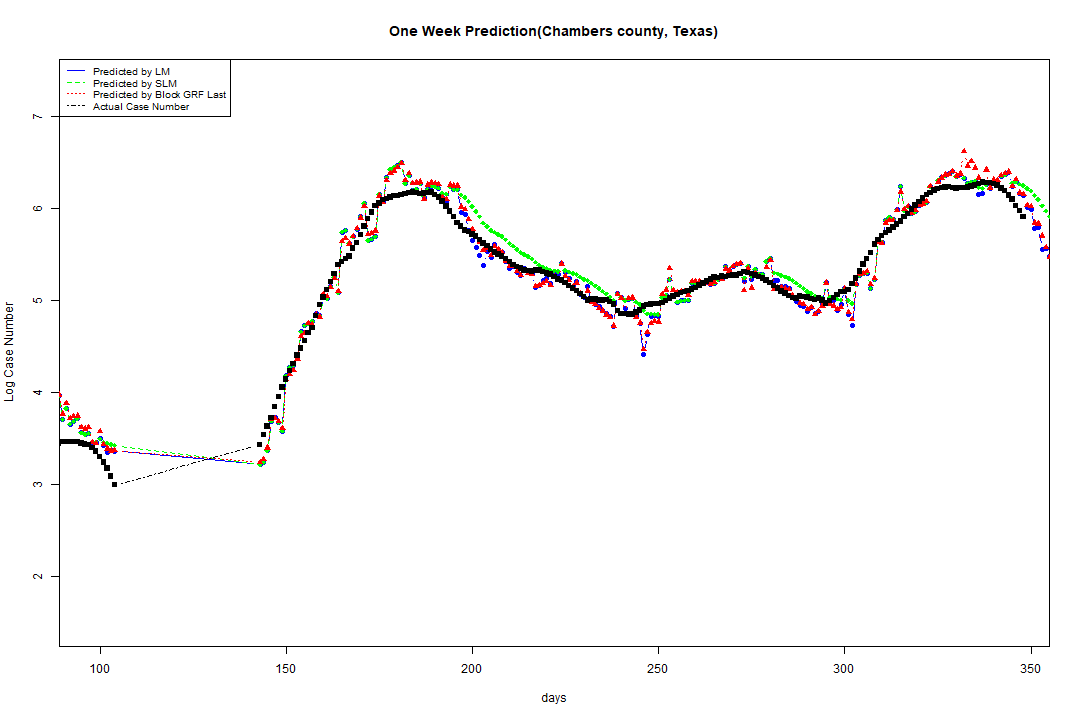 One Week Prediction(Chambers county, Texas)
Predicted by LM
Predicted by SLM
Predicted by Block GRF Last
Actual Case Number
7
6
5
4
3
2
Log Case Number
100 150 200 250 300 350
days